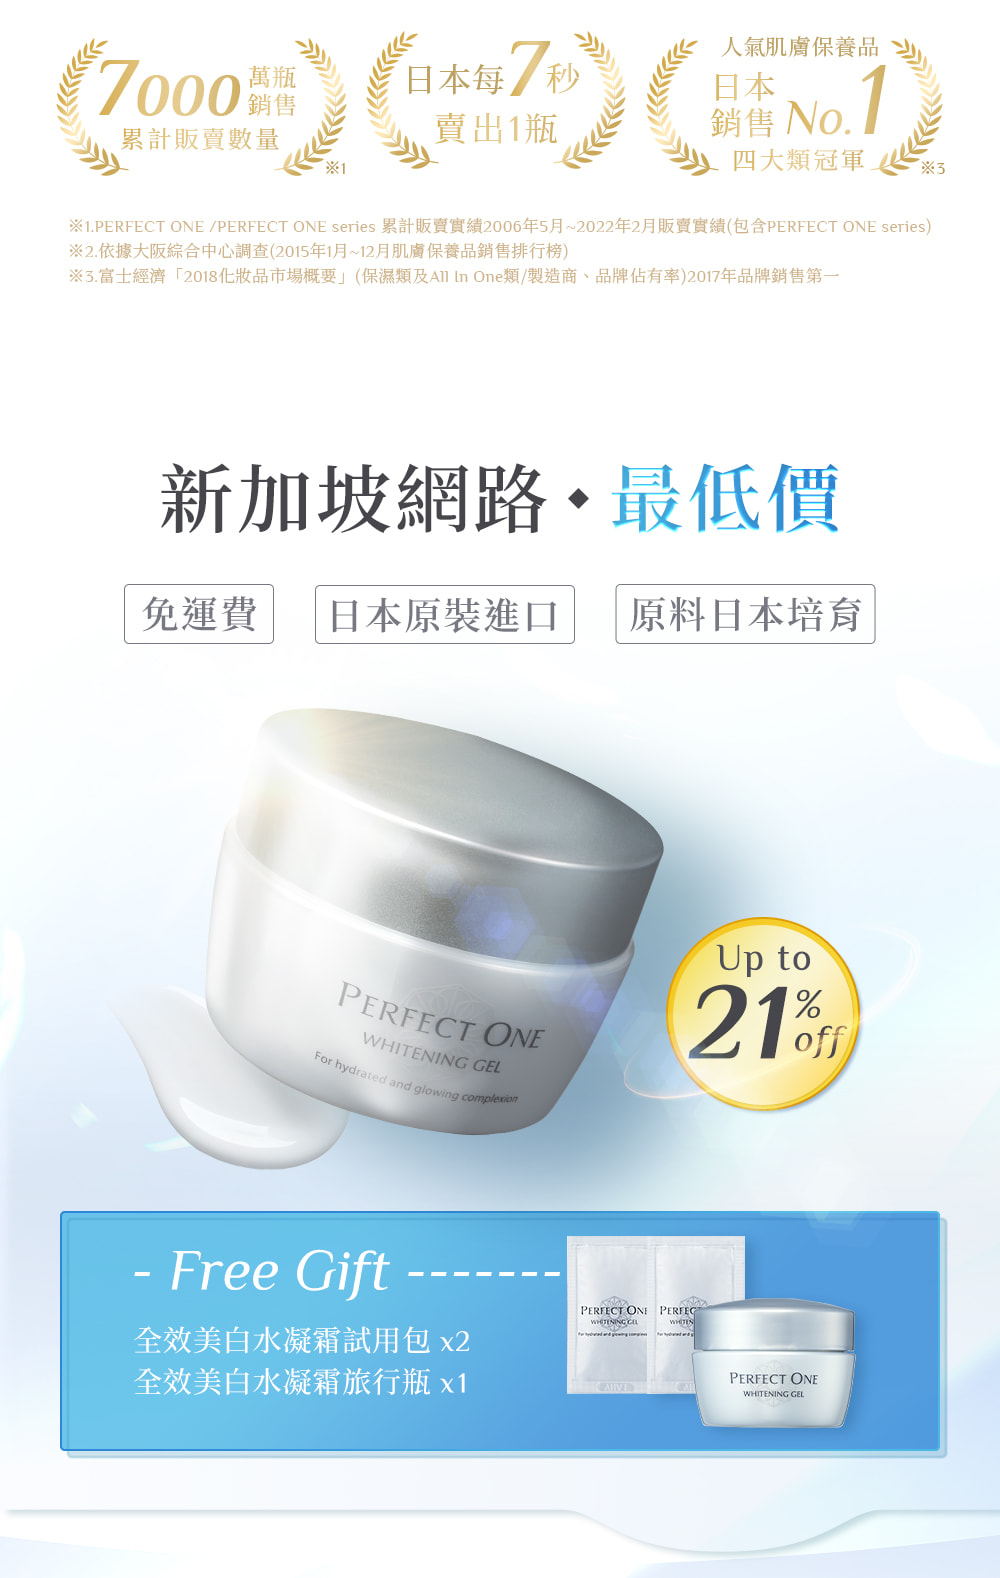 7000 萬瓶銷售
累計販賣數量
※1
日本每7秒
賣出1瓶
人氣肌膚保養品
日本
銷售 No.1
四大類冠軍
※3
※1.PERFECT ONE /PERFECT ONE series 累計販賣實績2006年5月~2022年2月販賣實績(包含PERFECT ONE series)
※2.依據大阪綜合中心調查(2015年1月~12月肌膚保養品銷售排行榜)
※3.富士經濟「2018化妝品市場概要」(保濕類及All In One類/製造商、品牌佔有率)2017年品牌銷售第一
新加坡網路◆最低價
免運費
日本原裝進口
原料日本培育
PERFECT ONE
WHITENING GEL
For hydrated and glowing complexion
Up to
21%
off
- Free Gift -------
全效美白水凝霜試用包 x2
全效美白水凝霜旅行瓶 x1
PERFECT ONE
WHITENING GEL
PERFECT ONE
WHITENING GEL